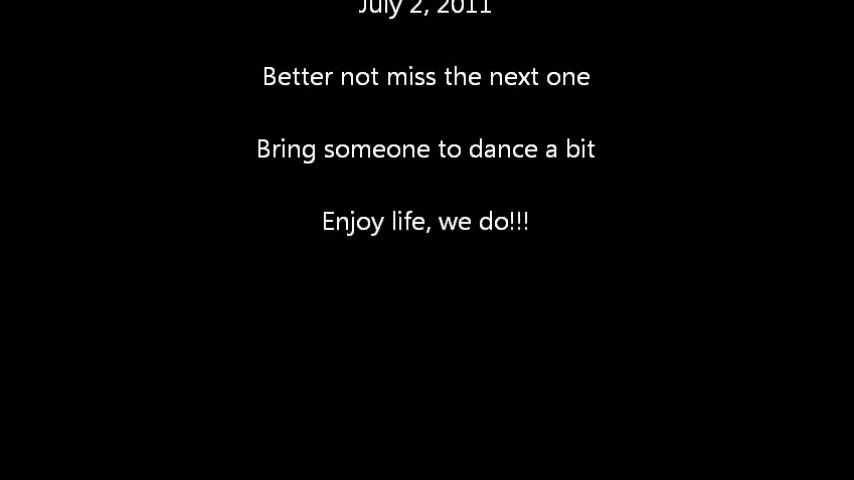 July 2, 2011
Better not miss the next one
Bring someone to dance a bit
Enjoy life, we do!!!